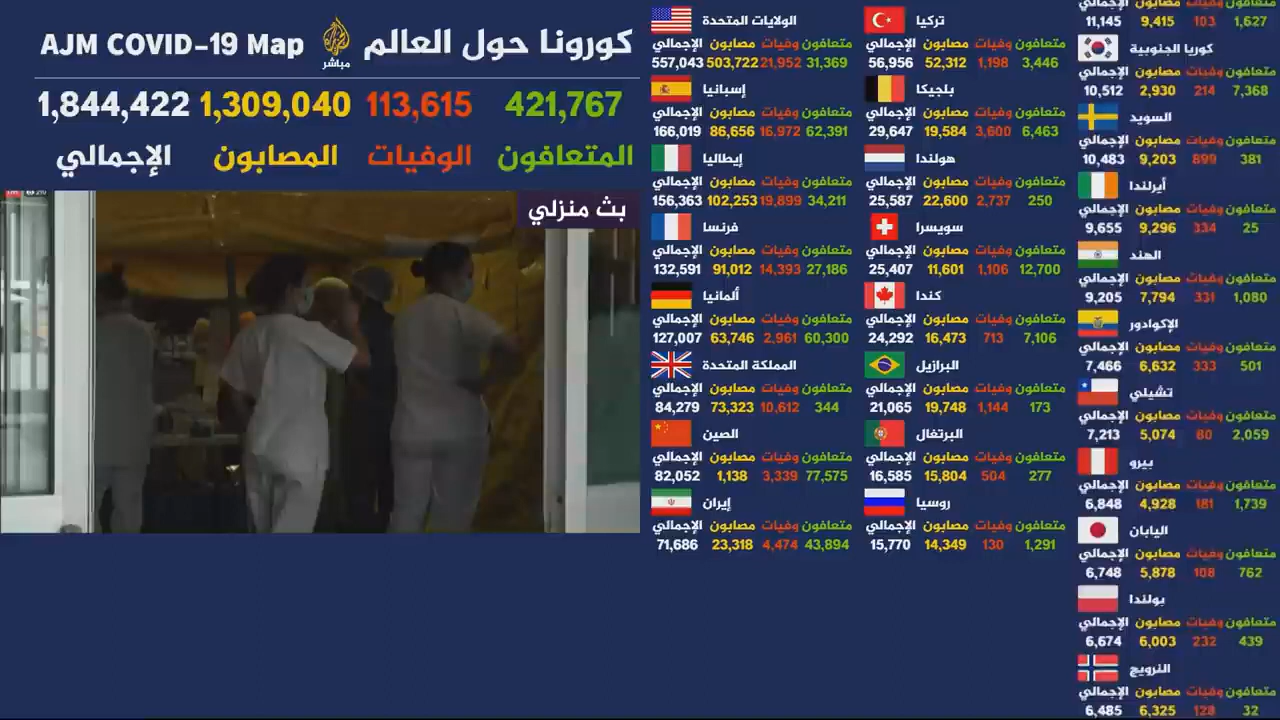 AJM COVID-19 Map مباشر كورونا حول العالم
1,844,422 1,309,040 113,615 421,767
الإجمالي المصابون الوفيات المتعافون
بث منزلي
الولايات المتحدة
الإجمالي مصابون وفيات متعافون
557,043 503,722 21,952 31,369
إسبانيا
الإجمالي مصابون وفيات متعافون
166,019 86,656 16,972 62,391
إيطاليا
الإجمالي مصابون وفيات متعافون
156,363 102,253 19,899 34,211
فرنسا
الإجمالي مصابون وفيات متعافون
132,591 91,012 14,393 27,186
ألمانيا
الإجمالي مصابون وفيات متعافون
127,007 63,746 2,961 60,300
المملكة المتحدة
الإجمالي مصابون وفيات متعافون
84,279 73,323 10,612 344
الصين
الإجمالي مصابون وفيات متعافون
82,052 1,138 3,339 77,575
إيران
الإجمالي مصابون وفيات متعافون
71,686 23,318 4,474 43,894
تركيا
الإجمالي مصابون وفيات متعافون
56,956 52,312 1,198 3,446
بلجيكا
الإجمالي مصابون وفيات متعافون
29,647 19,584 3,600 6,463
هولندا
الإجمالي مصابون وفيات متعافون
25,587 22,600 2,737 250
سويسرا
الإجمالي مصابون وفيات متعافون
25,407 11,601 1,106 12,700
كندا
الإجمالي مصابون وفيات متعافون
24,292 16,473 713 7,106
البرازيل
الإجمالي مصابون وفيات متعافون
21,065 19,748 1,144 173
البرتغال
الإجمالي مصابون وفيات متعافون
16,585 15,804 504 277
روسيا
الإجمالي مصابون وفيات متعافون
15,770 14,349 130 1,291
الإجمالي مصابون وفيات متعافون
11,145 9,415 103 1,627
كوريا الجنوبية
الإجمالي مصابون وفيات متعافون
10,512 2,930 214 7,368
السويد
الإجمالي مصابون وفيات متعافون
10,483 9,203 899 381
أيرلندا
الإجمالي مصابون وفيات متعافون
9,655 9,296 334 25
الهند
الإجمالي مصابون وفيات متعافون
9,205 7,794 331 1,080
الإكوادور
الإجمالي مصابون وفيات متعافون
7,466 6,632 333 501
تشيلي
الإجمالي مصابون وفيات متعافون
7,213 5,074 80 2,059
بيرو
الإجمالي مصابون وفيات متعافون
6,848 4,928 181 1,739
اليابان
الإجمالي مصابون وفيات متعافون
6,748 5,878 108 762
بولندا
الإجمالي مصابون وفيات متعافون
6,674 6,003 232 439
النرويج
الإجمالي مصابون وفيات متعافون
6,485 6,325 128 32